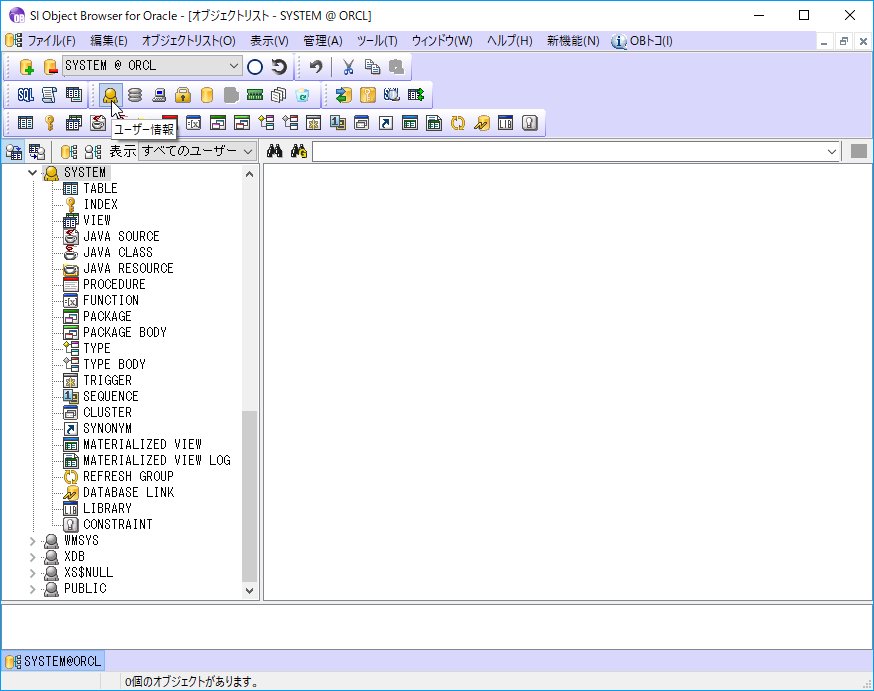 SI Object Browser for Oracle - [オブジェクトリスト - SYSTEM @ ORCL]
ファイル(F) 編集(E) オブジェクトリスト(O) 表示(V) 管理(A) ツール(T) ウィンドウ(W) ヘルプ(H) 新機能(N) OBトコ(I)
SYSTEM @ ORCL
SQL
ユーザー情報
表示 すべてのユーザー
SYSTEM
TABLE
INDEX
VIEW
JAVA SOURCE
JAVA CLASS
JAVA RESOURCE
PROCEDURE
FUNCTION
PACKAGE
PACKAGE BODY
TYPE
TYPE BODY
TRIGGER
SEQUENCE
CLUSTER
SYNONYM
MATERIALIZED VIEW
MATERIALIZED VIEW LOG
REFRESH GROUP
DATABASE LINK
LIBRARY
CONSTRAINT
WMSYS
XDB
XS$NULL
PUBLIC
SYSTEM@ORCL
0個のオブジェクトがあります。